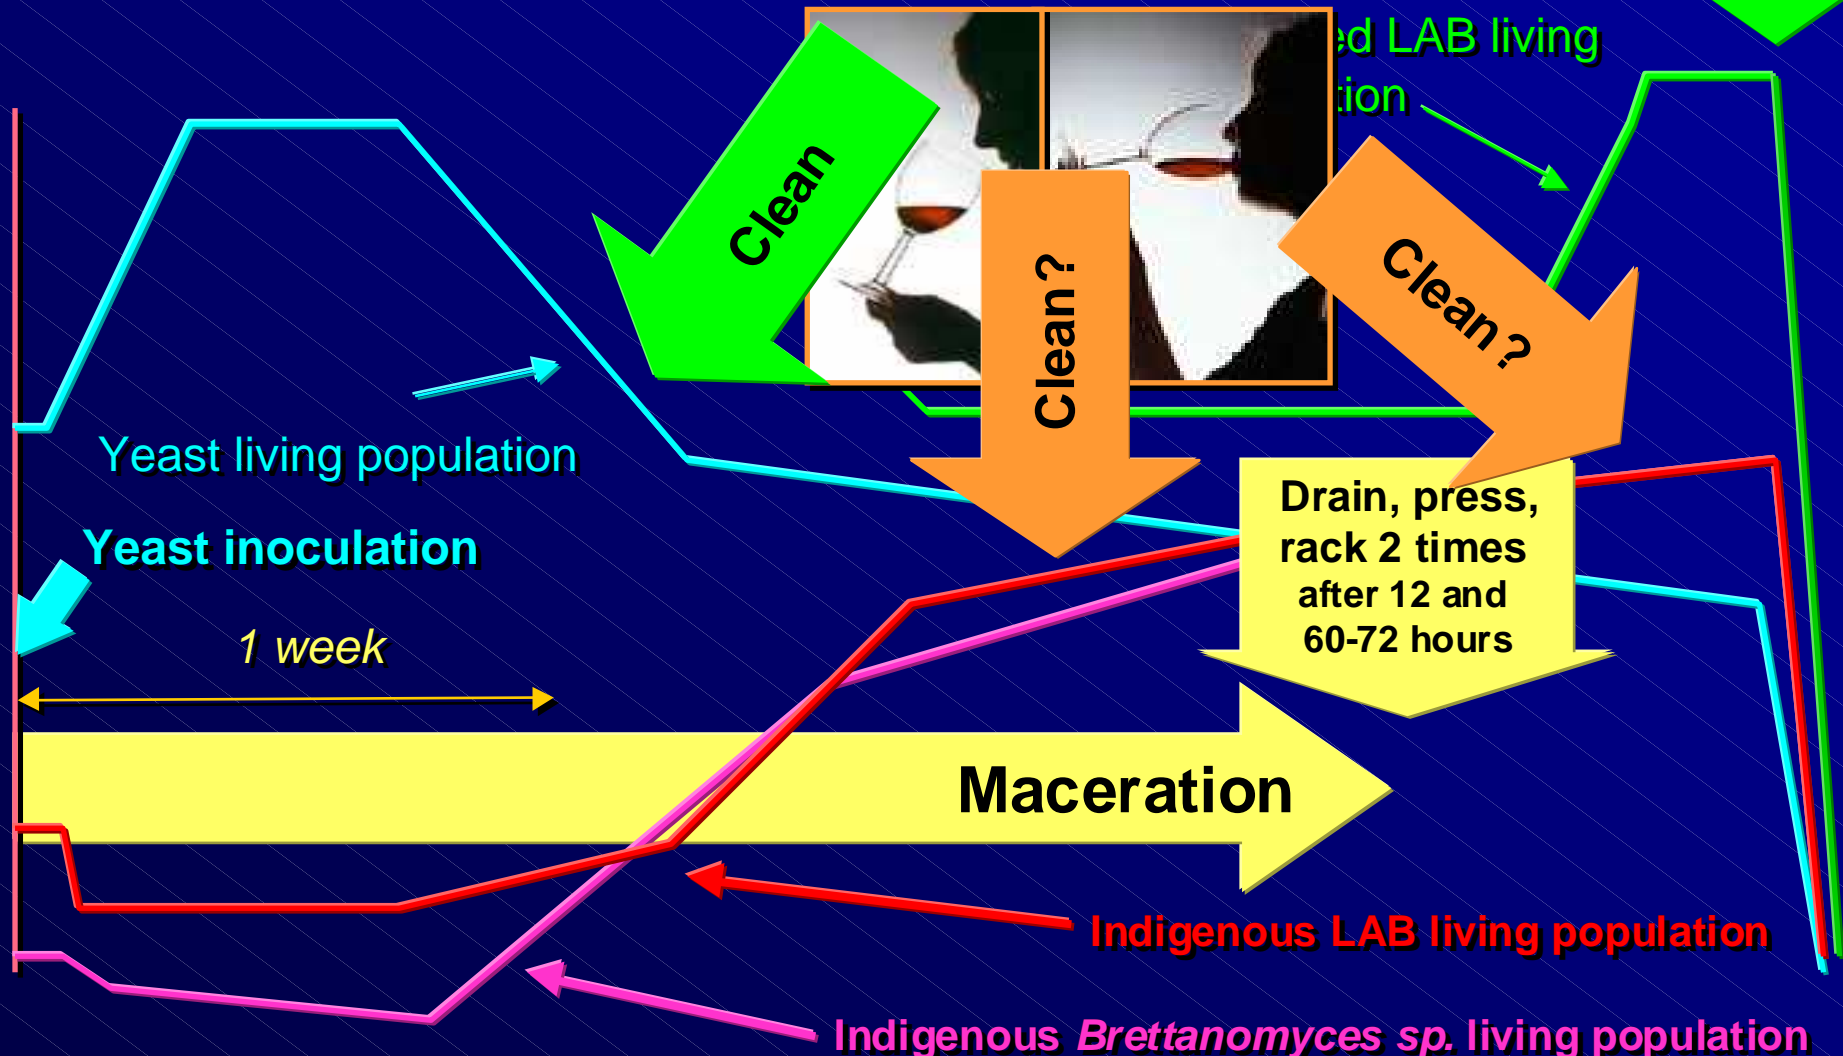 ed LAB living
tion
Clean
Clean?
Clean?
Yeast living population
Drain, press,
rack 2 times
after 12 and
60-72 hours
Yeast inoculation
1 week
Maceration
Indigenous LAB living population
Indigenous Brettanomyces sp. living population